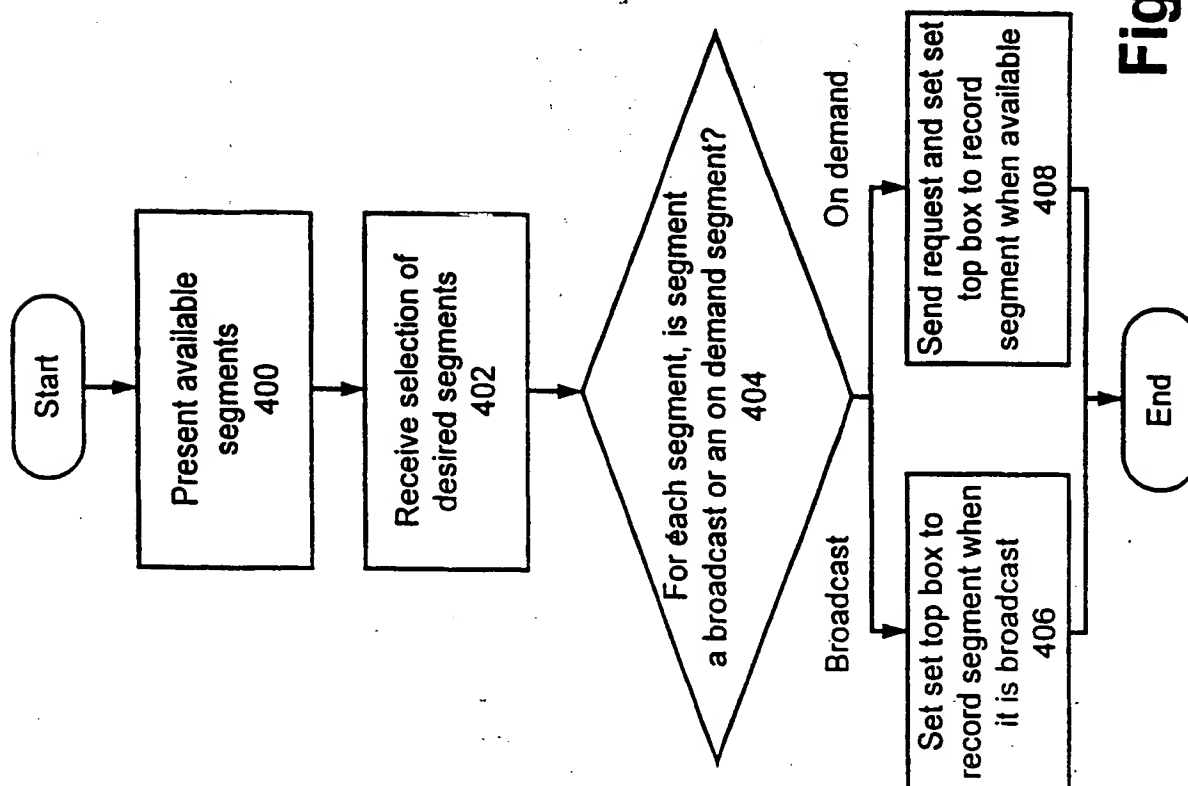 Start
Present available
segments
400
Receive selection of
desired segments
402
For each segment, is segment
a broadcast or an on demand segment?
404
Broadcast
On demand
Set set top box to
record segment when
it is broadcast
406
Send request and set set
top box to record
segment when available
408
End
Fig